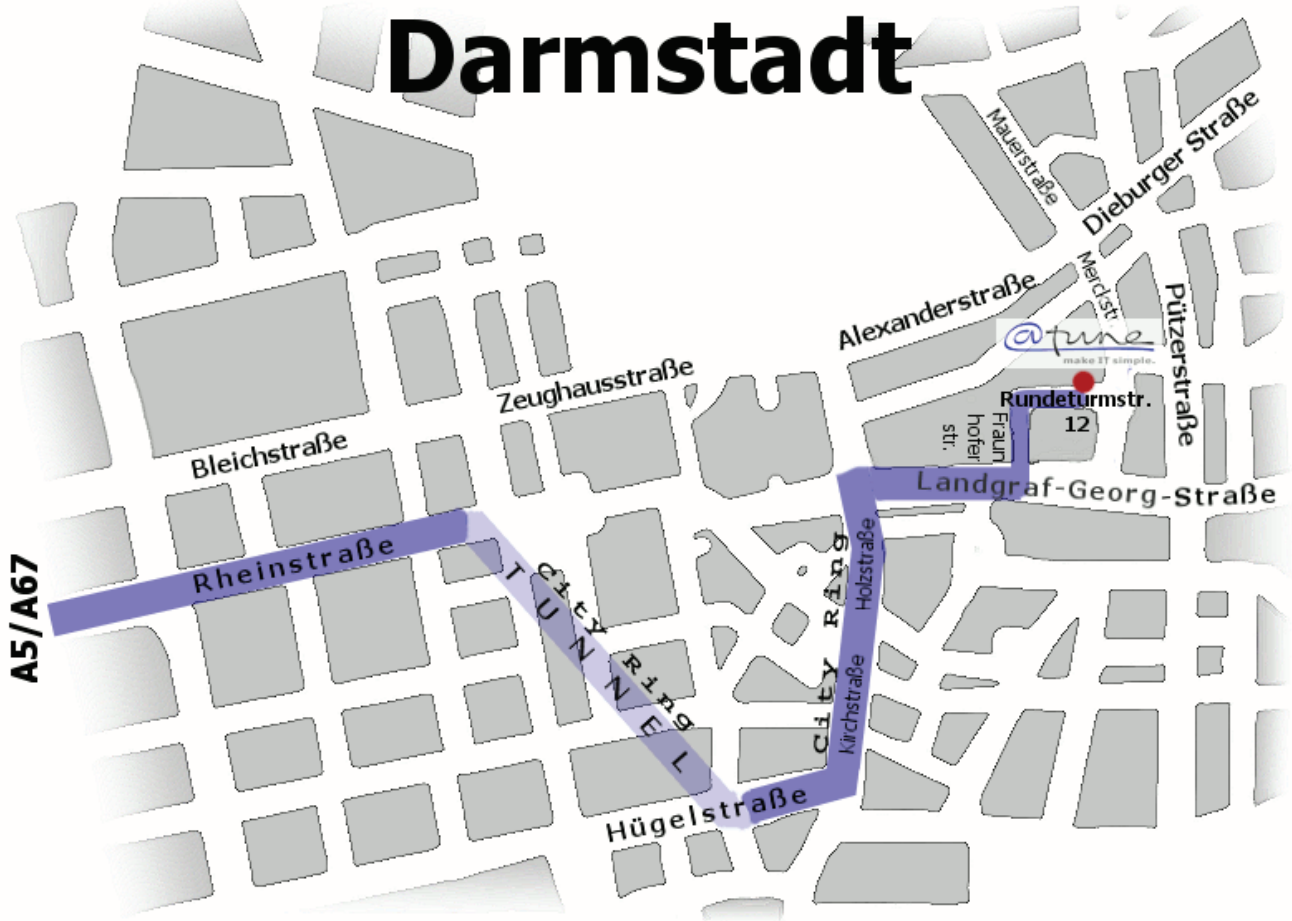 Darmstadt
Mauerstraße
Dieburger Straße
Merckstr.
Alexanderstraße
Pützerstraße
@tune
make IT simple.
Zeughausstraße
Rundeturmstr.
12
Fraun
hofer
str.
Bleichstraße
Landgraf-Georg-Straße
Rheinstraße
A5/A67
TUNNEL
City Ring
City Ring
Holzstraße
Kirchstraße
Hügelstraße